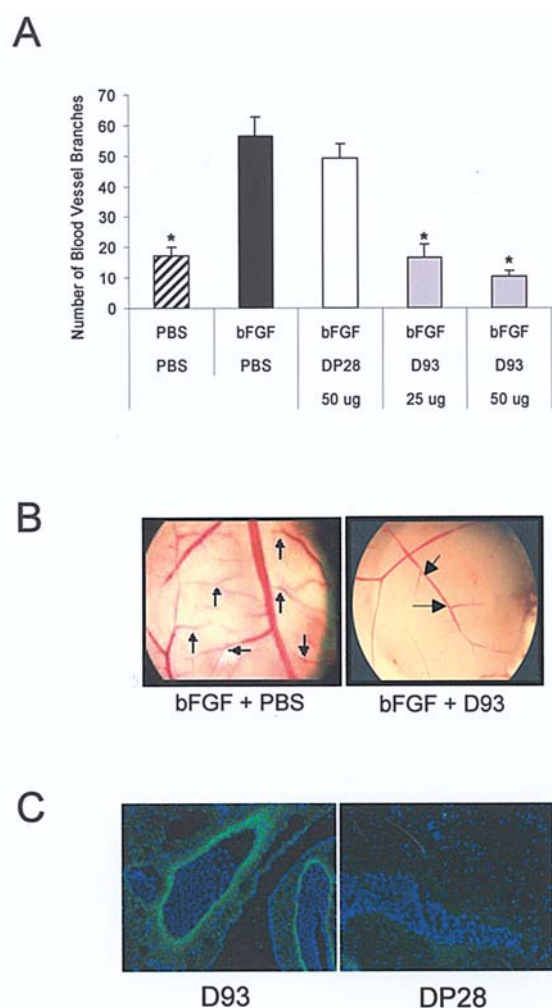 A
Number of Blood Vessel Branches
70
60
50
40
30
20
10
0
*
*
*
PBS bFGF bFGF bFGF bFGF
PBS PBS DP28 D93 D93
50 ug 25 ug 50 ug
B
bFGF + PBS bFGF + D93
C
D93 DP28